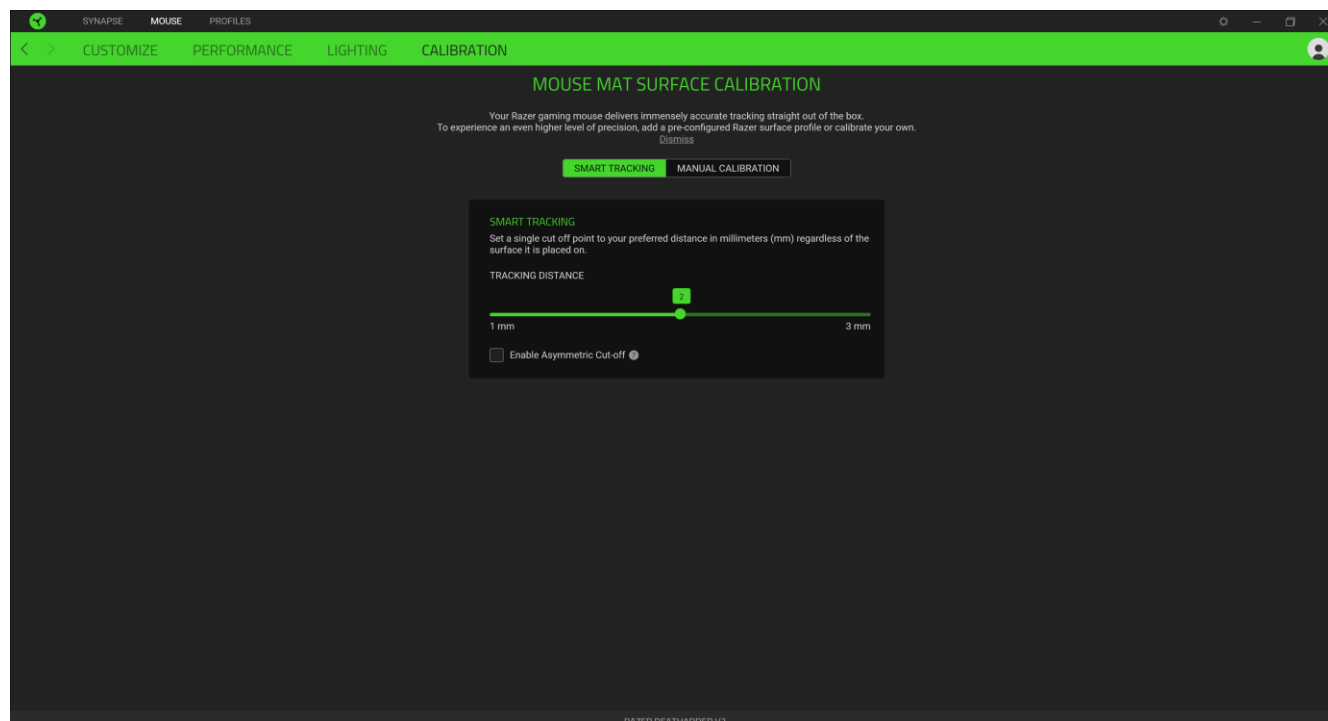 SYNAPSE MOUSE PROFILES
CUSTOMIZE PERFORMANCE LIGHTING CALIBRATION
MOUSE MAT SURFACE CALIBRATION
Your Razer gaming mouse delivers immensely accurate tracking straight out of the box.
To experience an even higher level of precision, add a pre-configured Razer surface profile or calibrate your own.
Dismiss
SMART TRACKING MANUAL CALIBRATION
SMART TRACKING
Set a single cut off point to your preferred distance in millimeters (mm) regardless of the
surface it is placed on.
TRACKING DISTANCE
2
1 mm 3 mm
Enable Asymmetric Cut-off ?